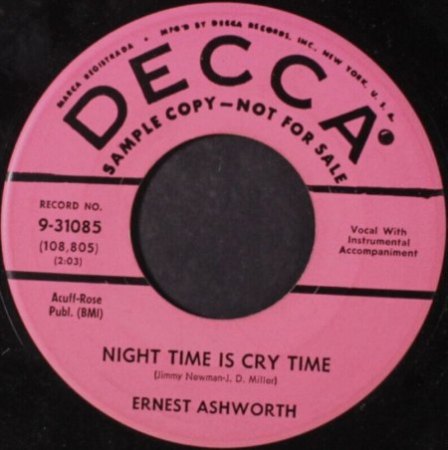 MARCA REGISTRADA • MFG'D BY DECCA RECORDS, INC., NEW YORK, U.S.A.
DECCA
SAMPLE COPY—NOT FOR SALE
RECORD NO.
9-31085
(108,805)
(2:03)
Vocal With
Instrumental
Accompaniment
Acuff-Rose
Publ. (BMI)
NIGHT TIME IS CRY TIME
(Jimmy Newman-J. D. Miller)
ERNEST ASHWORTH